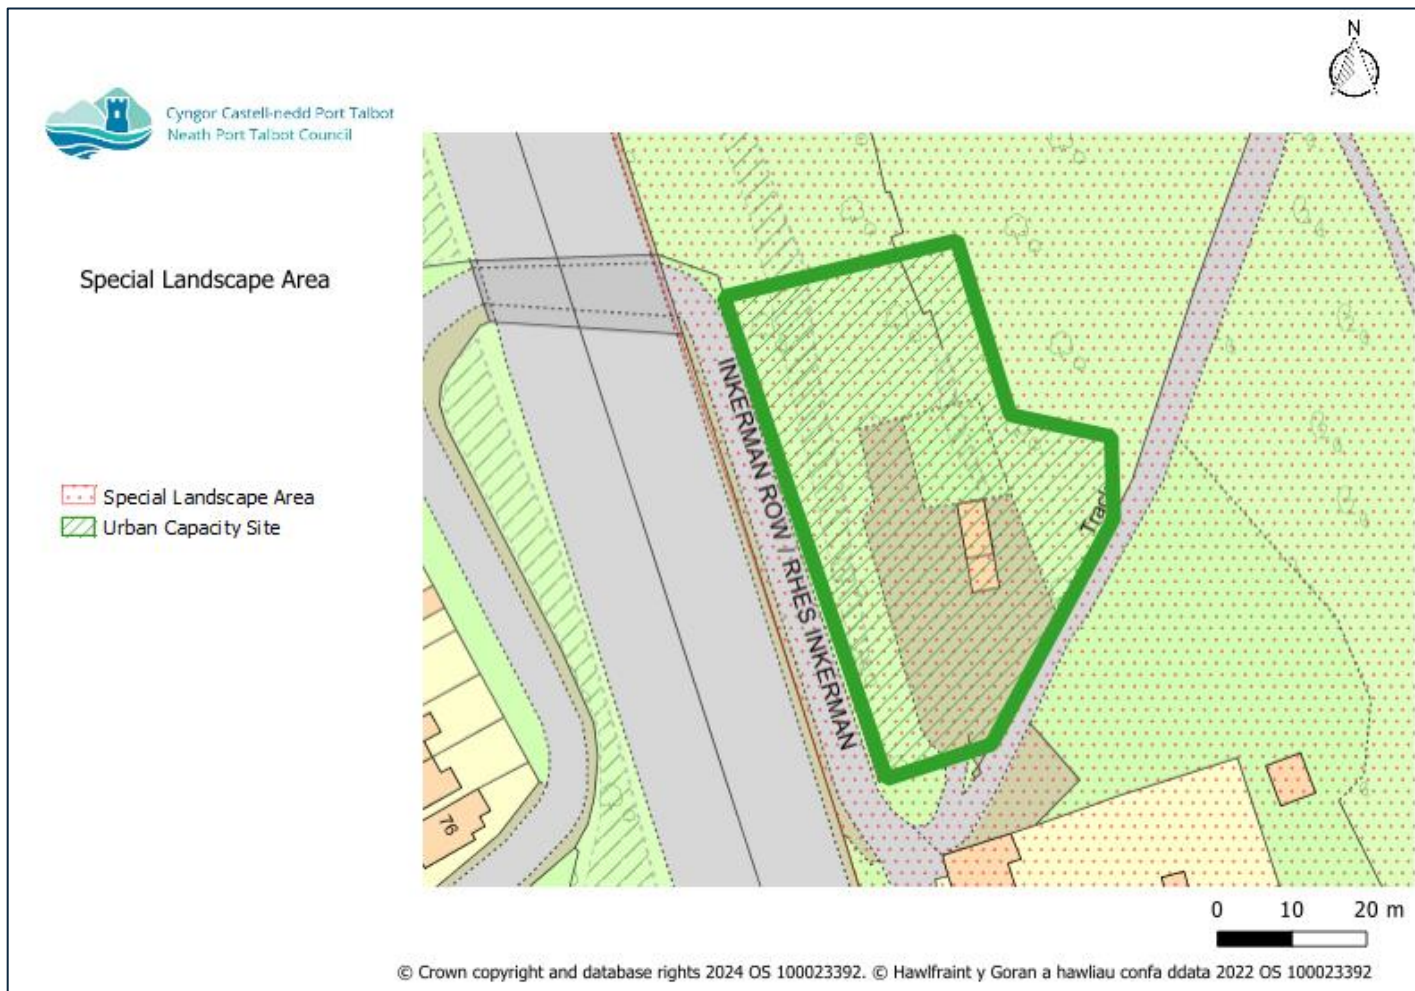 N
Cyngor Castell-nedd Port Talbot
Neath Port Talbot Council
Special Landscape Area
Special Landscape Area
Urban Capacity Site
INKERMAN ROW / RHES INKERMAN
Track
76
0 10 20 m
© Crown copyright and database rights 2024 OS 100023392. © Hawlfraint y Goran a hawliau confa ddata 2022 OS 100023392